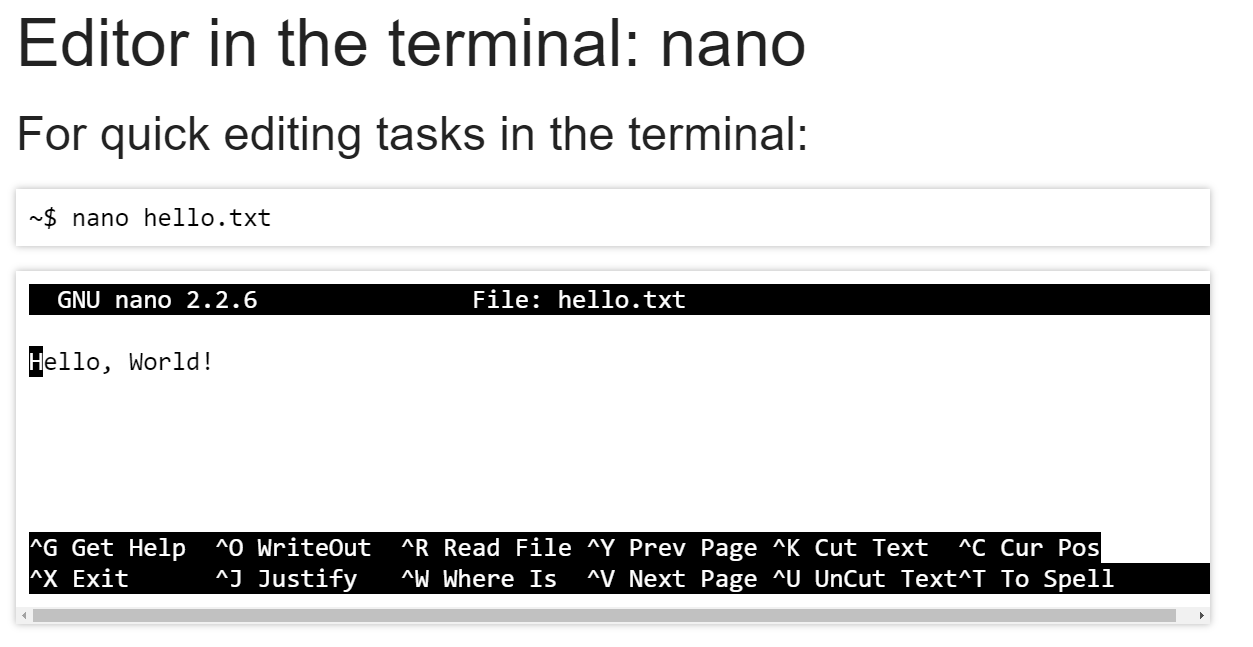 Editor in the terminal: nano
For quick editing tasks in the terminal:
~$ nano hello.txt
GNU nano 2.2.6               File: hello.txt
Hello, World!
^G Get Help  ^O WriteOut  ^R Read File ^Y Prev Page ^K Cut Text  ^C Cur Pos
^X Exit      ^J Justify   ^W Where Is  ^V Next Page ^U UnCut Text^T To Spell